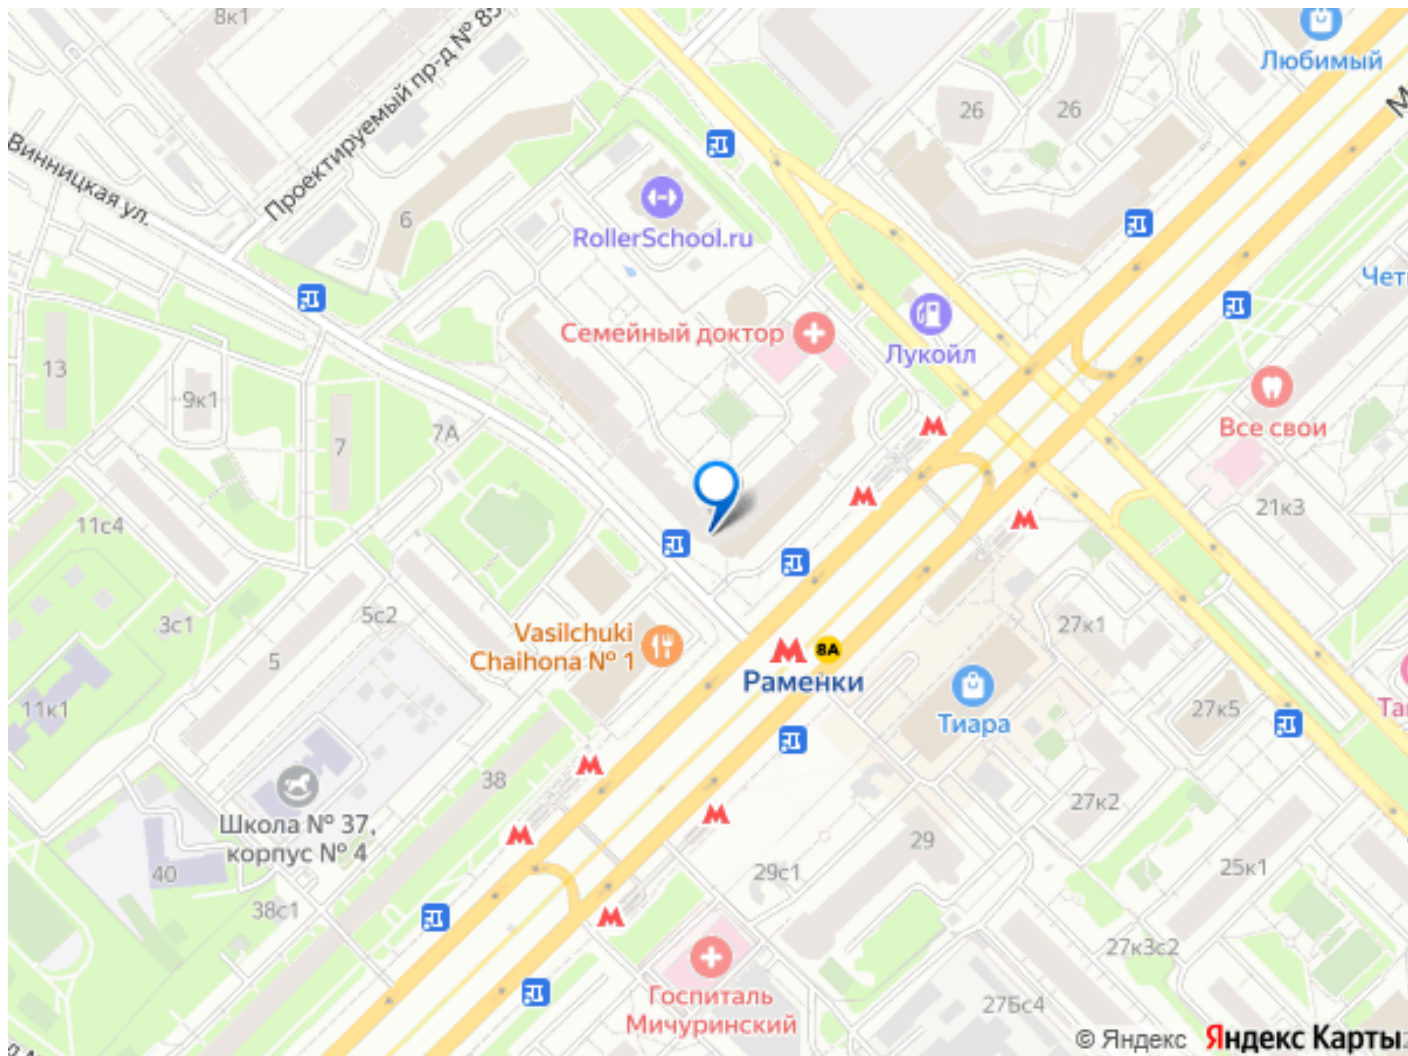 8к1
Проектируемый пр-д № 85
Любимый
26
26
Винницкая ул.
6
RollerSchool.ru
Семейный доктор
Лукойл
13
9к1
7
7А
Все свои
11с4
21к3
3с1
5с2
5
Vasilchuki
Chaihona № 1
М
8А
Раменки
27к1
11к1
Тиара
27к5
38
27к2
Школа № 37,
корпус № 4
40
29
29с1
25к1
38с1
27к3с2
Госпиталь
Мичуринский
27Бс4
© Яндекс Яндекс Карты